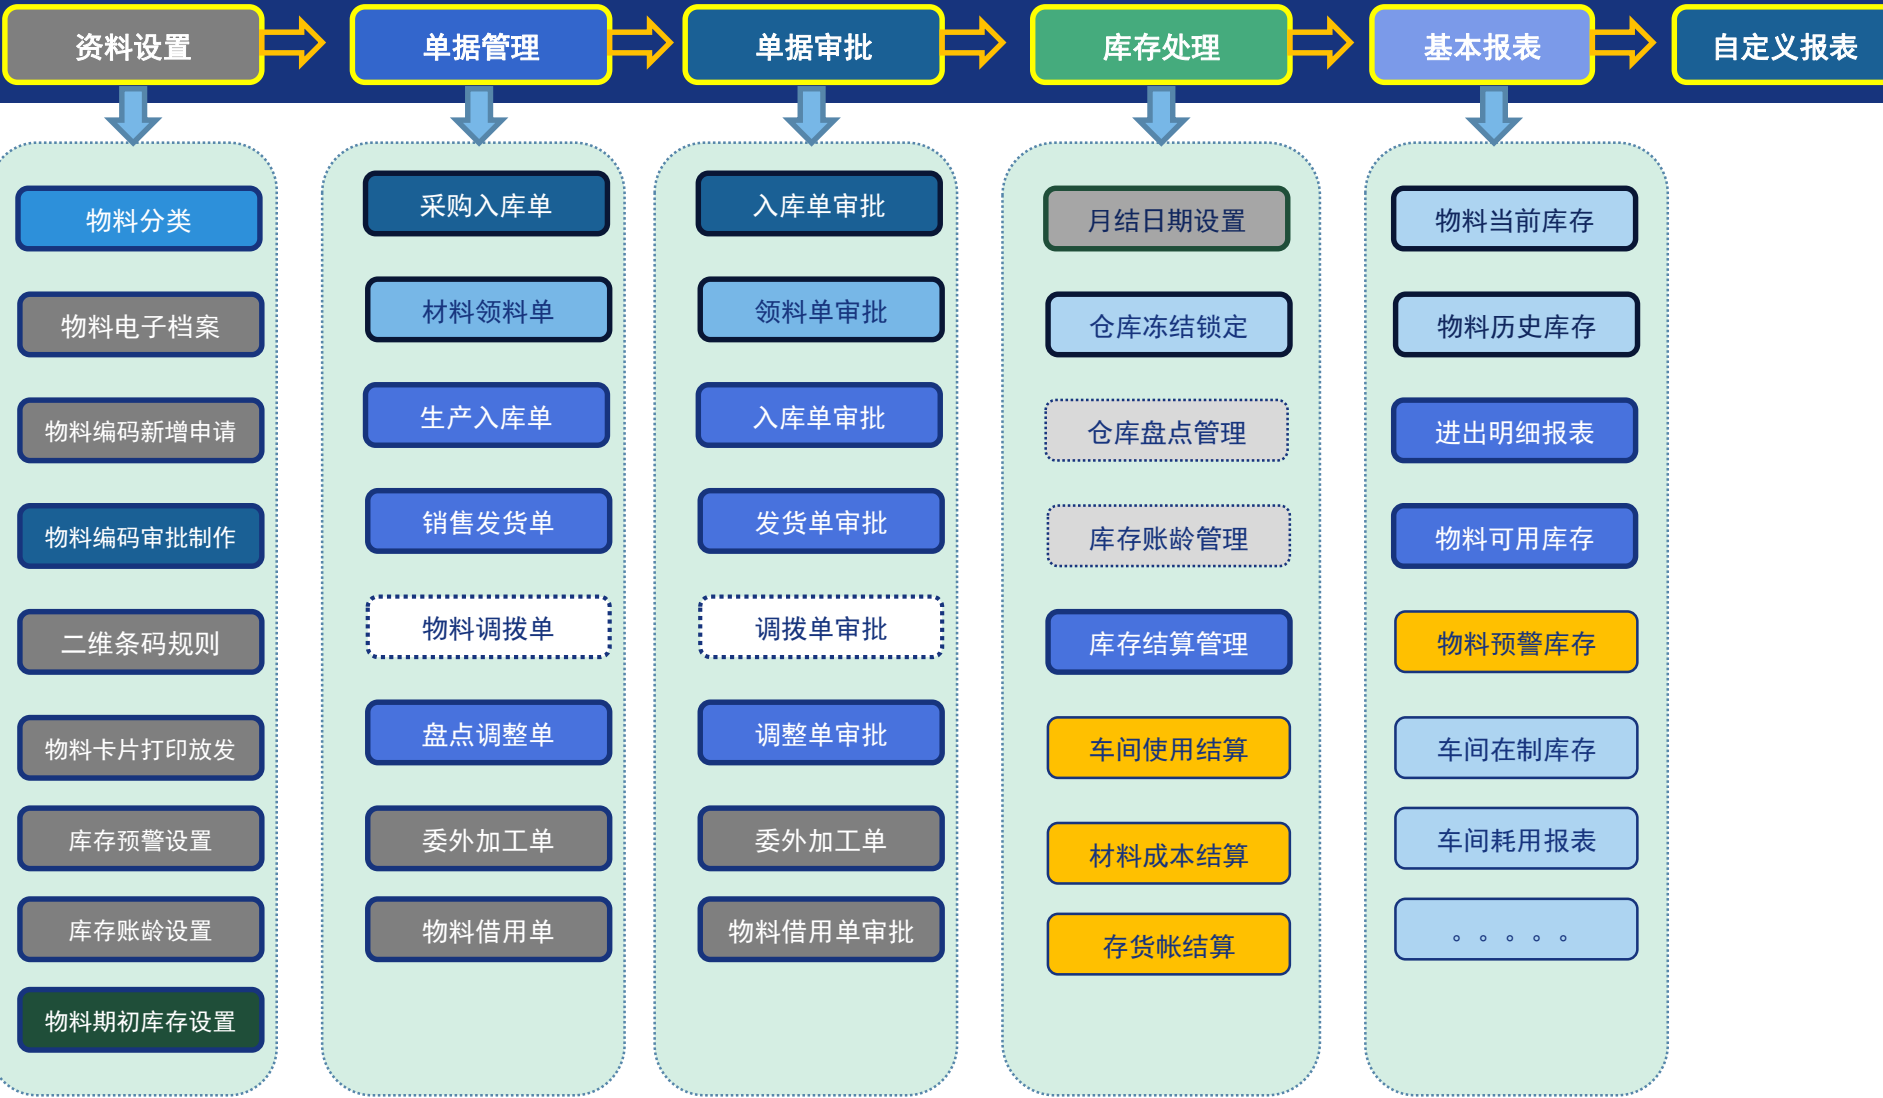 资料设置
单据管理
单据审批
库存处理
基本报表
自定义报表
物料分类
物料电子档案
物料编码新增申请
物料编码审批制作
二维条码规则
物料卡片打印放发
库存预警设置
库存账龄设置
物料期初库存设置
采购入库单
材料领料单
生产入库单
销售发货单
物料调拨单
盘点调整单
委外加工单
物料借用单
入库单审批
领料单审批
入库单审批
发货单审批
调拨单审批
调整单审批
委外加工单
物料借用单审批
月结日期设置
仓库冻结锁定
仓库盘点管理
库存账龄管理
库存结算管理
车间使用结算
材料成本结算
存货帐结算
物料当前库存
物料历史库存
进出明细报表
物料可用库存
物料预警库存
车间在制库存
车间耗用报表
。。。。。